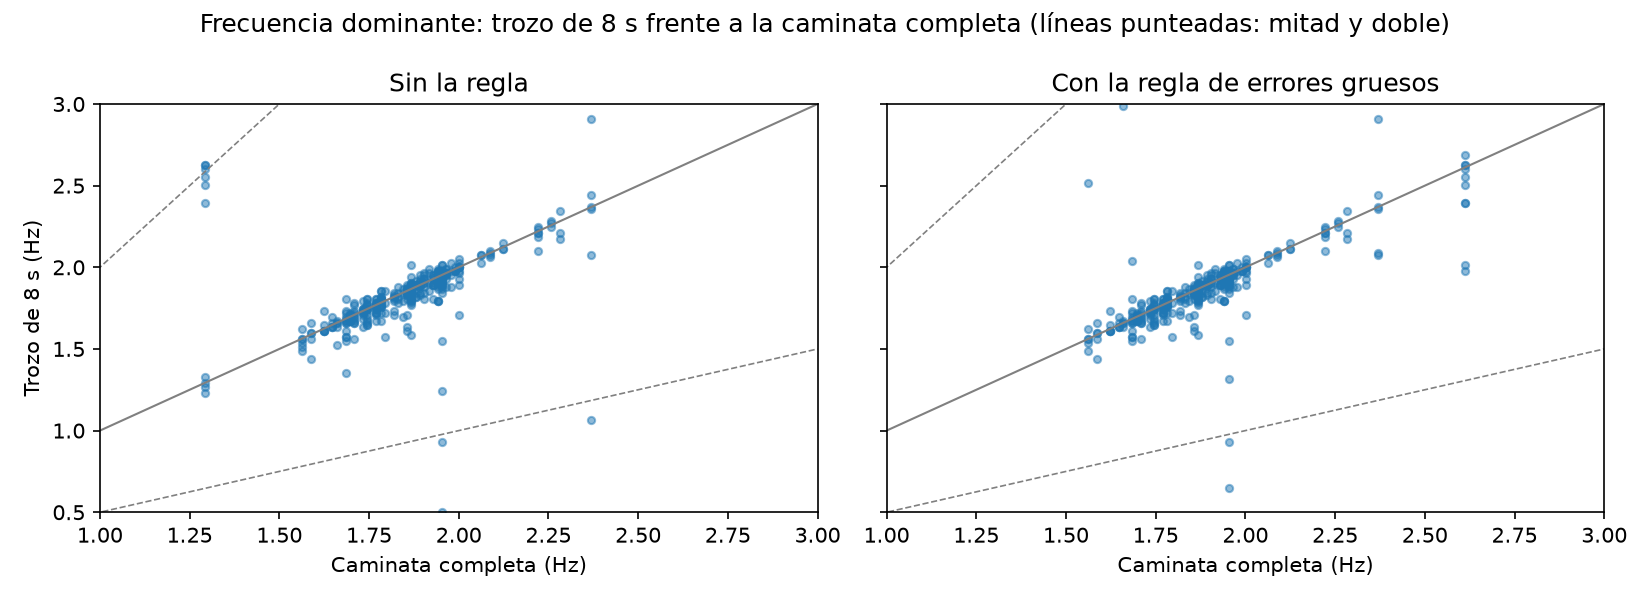 Frecuencia dominante: trozo de 8 s frente a la caminata completa (líneas punteadas: mitad y doble)
Sin la regla
Con la regla de errores gruesos
3.0
2.5
2.0
1.5
1.0
0.5
Trozo de 8 s (Hz)
1.00 1.25 1.50 1.75 2.00 2.25 2.50 2.75 3.00
1.00 1.25 1.50 1.75 2.00 2.25 2.50 2.75 3.00
Caminata completa (Hz)
Caminata completa (Hz)